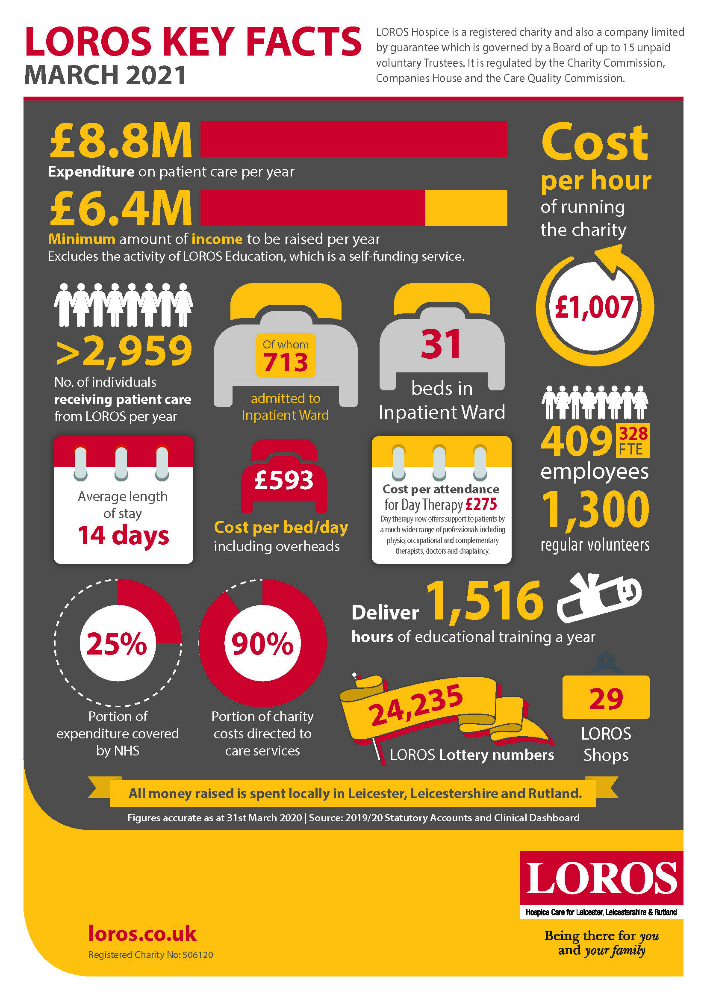 LOROS KEY FACTS
MARCH 2021
LOROS Hospice is a registered charity and also a company limited
by guarantee which is governed by a Board of up to 15 unpaid
voluntary Trustees. It is regulated by the Charity Commission,
Companies House and the Care Quality Commission.
£8.8M
Expenditure on patient care per year
£6.4M
Minimum amount of income to be raised per year
Excludes the activity of LOROS Education, which is a self-funding service.
Cost
per hour
of running
the charity
£1,007
>2,959
No. of individuals
receiving patient care
from LOROS per year
Of whom
713
admitted to
Inpatient Ward
31
beds in
Inpatient Ward
409
328
FTE
employees
1,300
regular volunteers
Average length
of stay
14 days
£593
Cost per bed/day
including overheads
Cost per attendance
for Day Therapy £275
Day therapy now offers support to patients by
a much wider range of professionals including
physio, occupational and complementary
therapists, doctors and chaplaincy.
25%
Portion of
expenditure covered
by NHS
90%
Portion of charity
costs directed to
care services
Deliver 1,516
hours of educational training a year
24,235
LOROS Lottery numbers
29
LOROS
Shops
All money raised is spent locally in Leicester, Leicestershire and Rutland.
Figures accurate as at 31st March 2020 | Source: 2019/20 Statutory Accounts and Clinical Dashboard
LOROS
Hospice Care for Leicester, Leicestershire & Rutland
Being there for you
and your family
loros.co.uk
Registered Charity No: 506120